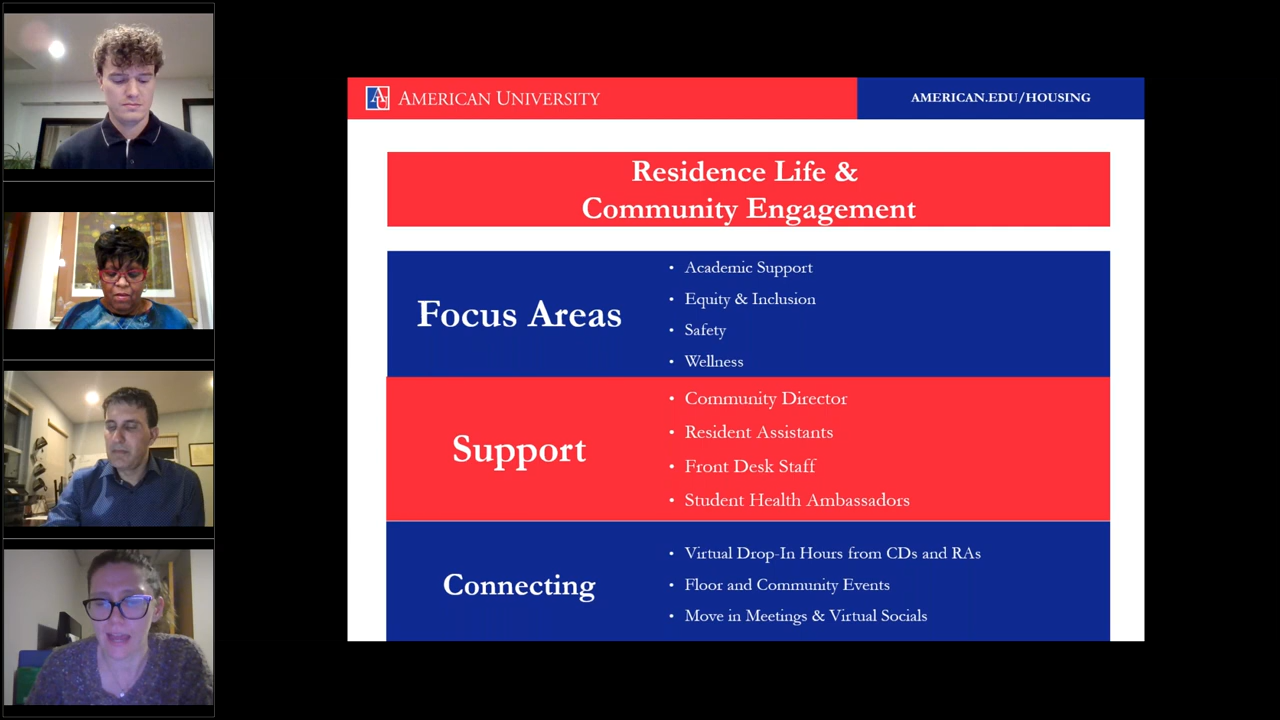 AU AMERICAN UNIVERSITY
AMERICAN.EDU/HOUSING
Residence Life &
Community Engagement
Focus Areas
• Academic Support
• Equity & Inclusion
• Safety
• Wellness
Support
• Community Director
• Resident Assistants
• Front Desk Staff
• Student Health Ambassadors
Connecting
• Virtual Drop-In Hours from CDs and RAs
• Floor and Community Events
• Move in Meetings & Virtual Socials